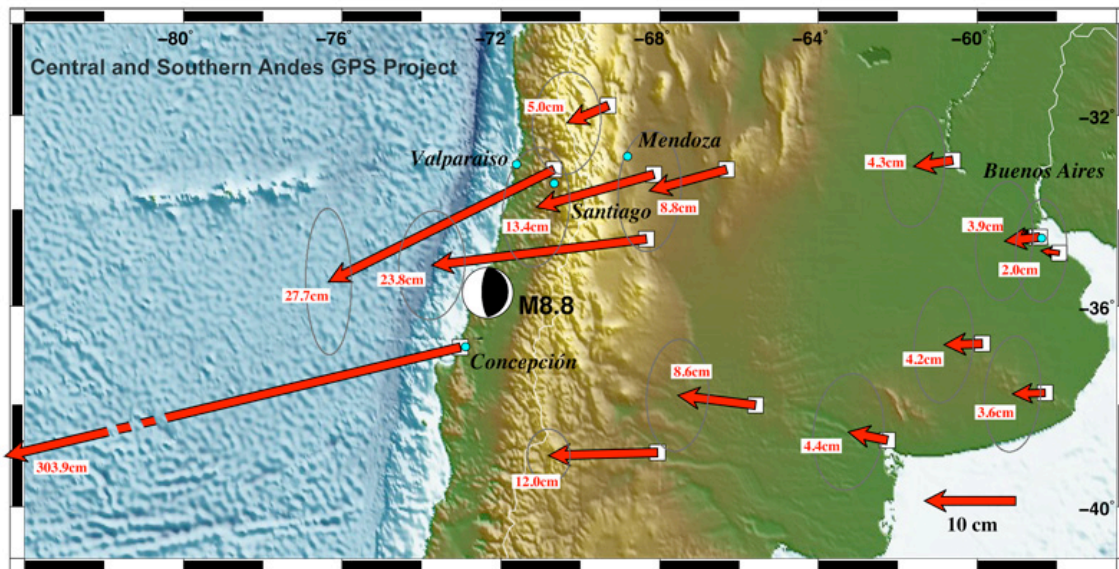 −80° −76° −72° −68° −64° −60°
Central and Southern Andes GPS Project
5.0cm
−32°
Mendoza
Valparaiso
4.3cm
Buenos Aires
8.8cm
Santiago
13.4cm
3.9cm
2.0cm
23.8cm
27.7cm
M8.8
−36°
Concepción
4.2cm
8.6cm
3.6cm
4.4cm
303.9cm
12.0cm
−40°
10 cm